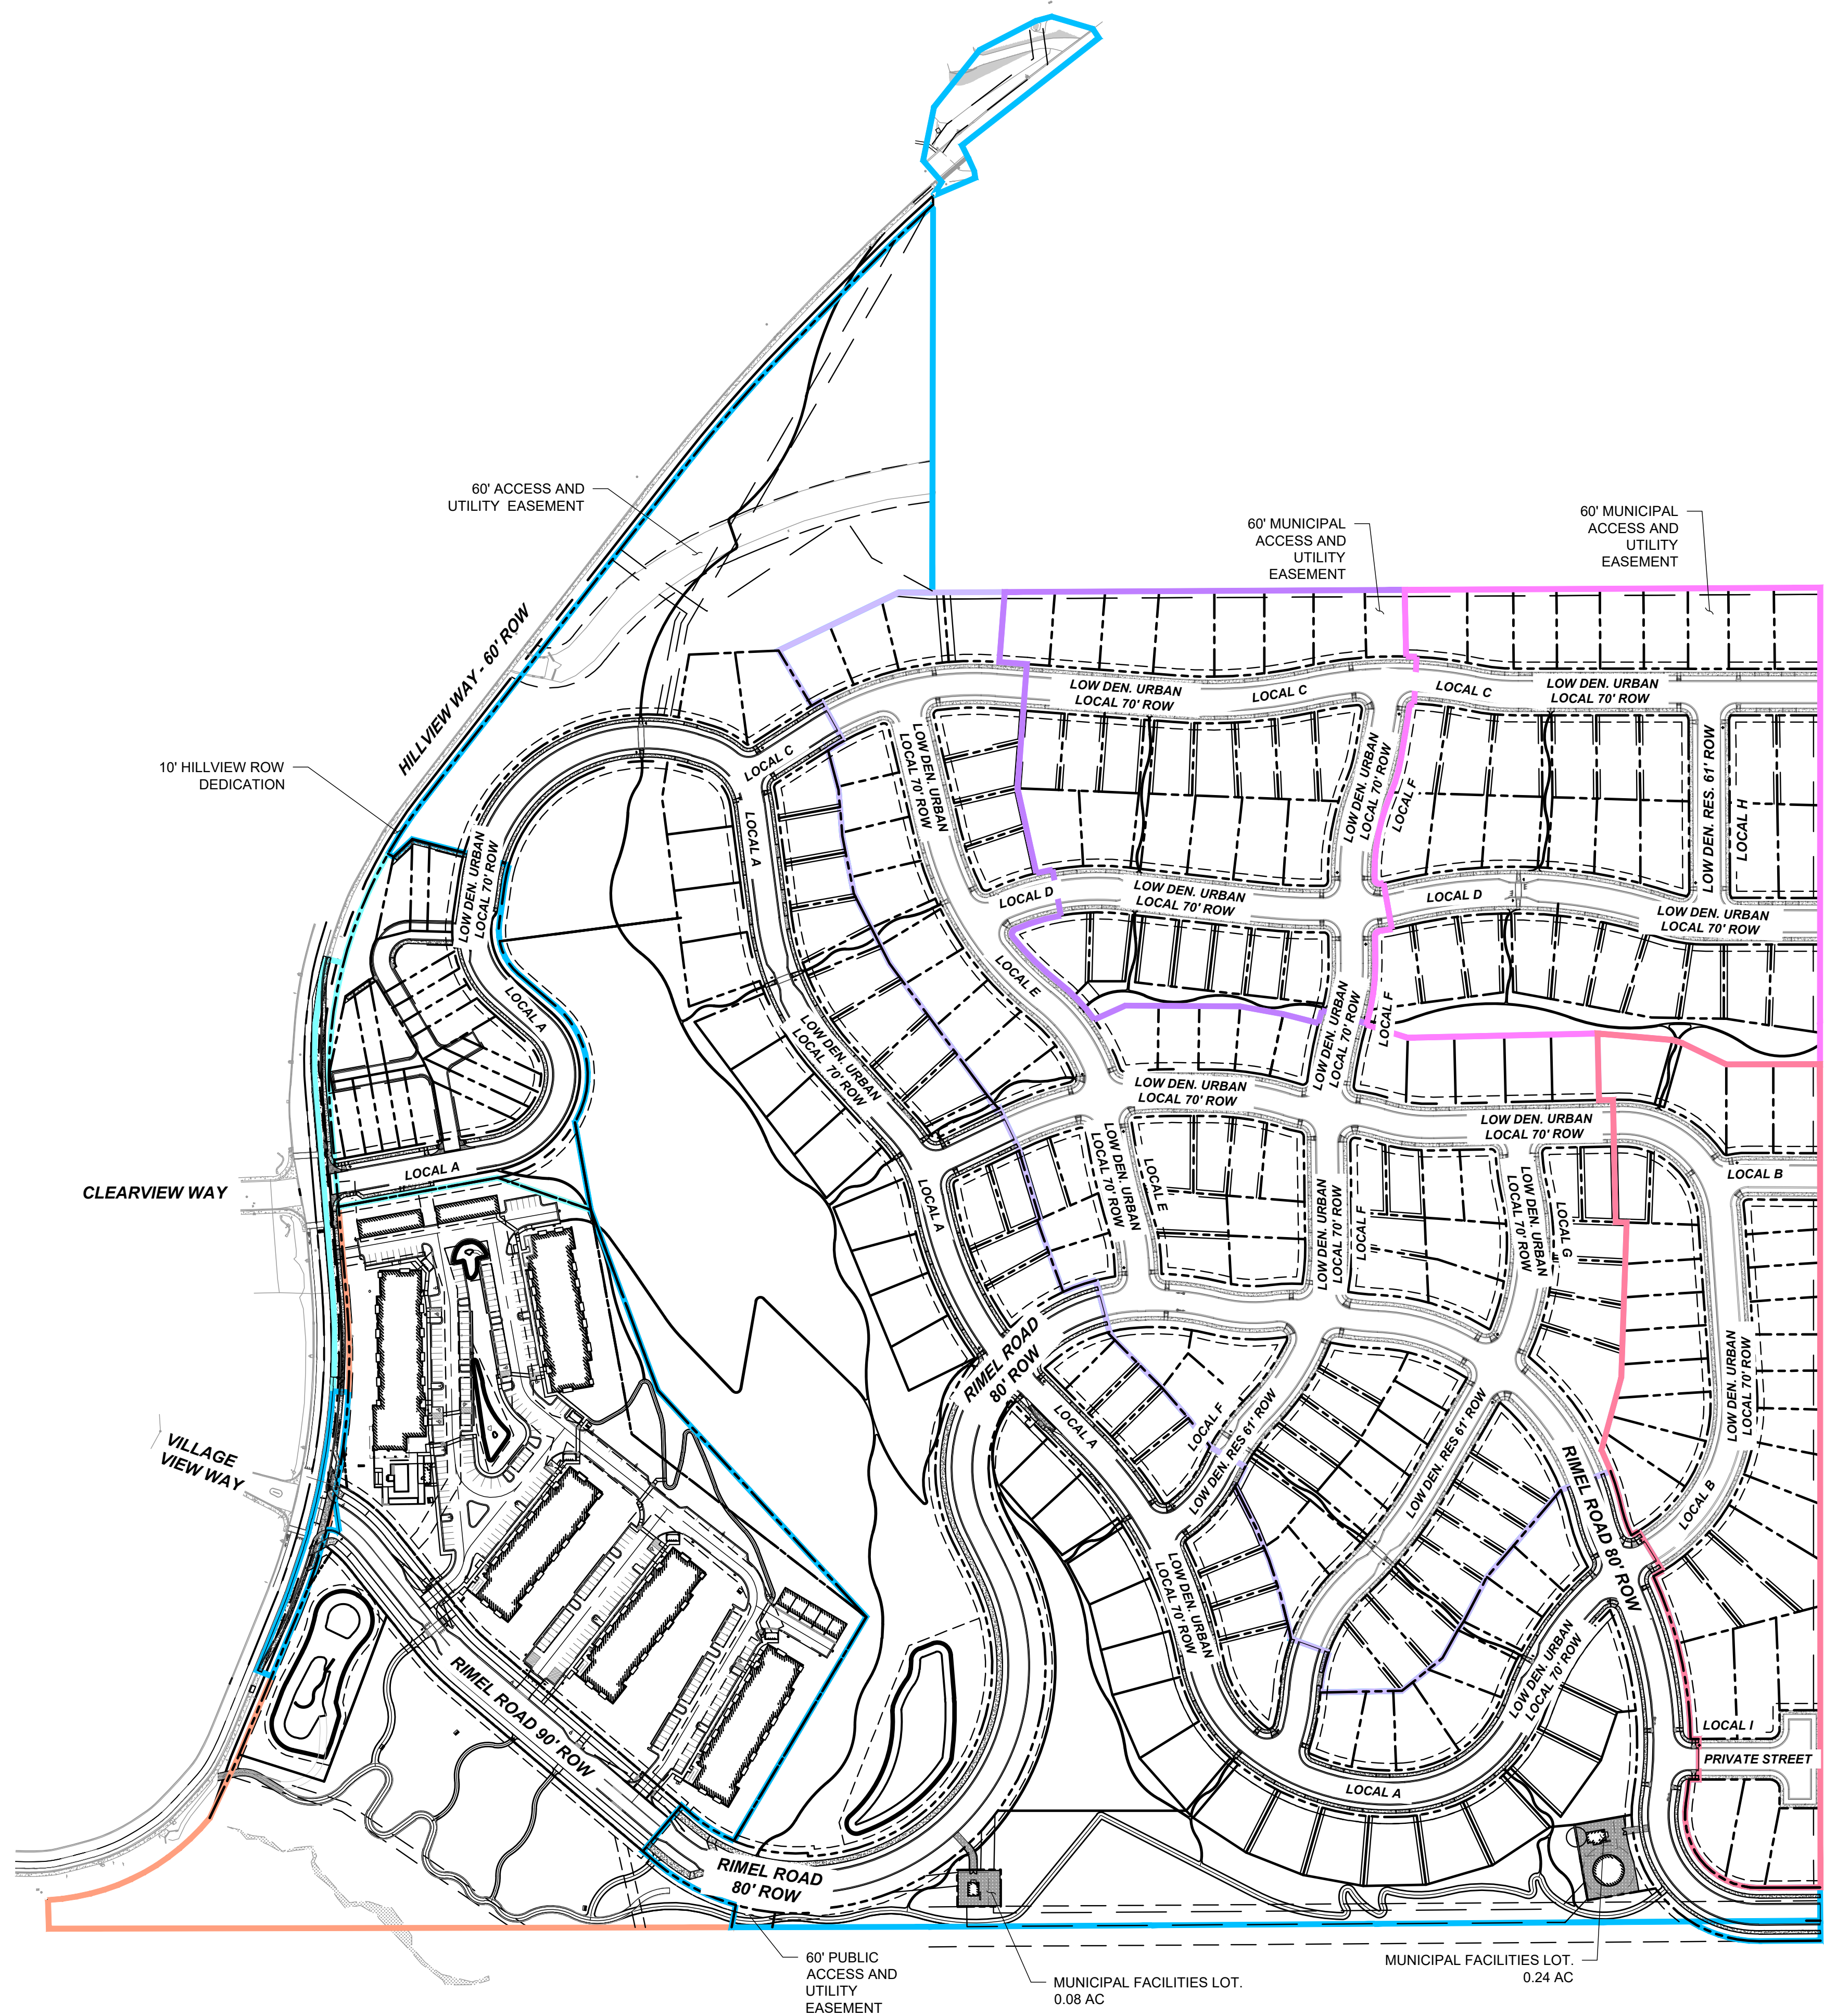 60' ACCESS AND
UTILITY EASEMENT
60' MUNICIPAL
ACCESS AND
UTILITY
EASEMENT
60' MUNICIPAL
ACCESS AND
UTILITY
EASEMENT
HILLVIEW WAY - 60' ROW
10' HILLVIEW ROW
DEDICATION
LOW DEN. URBAN
LOCAL 70' ROW
LOCAL C
LOCAL C
LOW DEN. URBAN
LOCAL 70' ROW
LOCAL C
LOW DEN. URBAN
LOCAL 70' ROW
LOW DEN. URBAN
LOCAL 70' ROW
LOCAL F
LOW DEN. RES. 61' ROW
LOCAL H
LOCAL A
LOW DEN. URBAN
LOCAL 70' ROW
LOCAL D
LOW DEN. URBAN
LOCAL 70' ROW
LOCAL D
LOW DEN. URBAN
LOCAL 70' ROW
LOCAL A
LOCAL E
LOW DEN. URBAN
LOCAL 70' ROW
LOCAL F
LOW DEN. URBAN
LOCAL 70' ROW
LOW DEN. URBAN
LOCAL 70' ROW
LOW DEN. URBAN
LOCAL 70' ROW
LOCAL B
LOCAL A
CLEARVIEW WAY
LOCAL A
LOW DEN. URBAN
LOCAL 70' ROW
LOCAL E
LOW DEN. URBAN
LOCAL 70' ROW
LOCAL F
LOW DEN. URBAN
LOCAL 70' ROW
LOCAL G
RIMEL ROAD
80' ROW
LOW DEN. URBAN
LOCAL 70' ROW
LOCAL A
LOCAL F
LOW DEN. RES 61' ROW
LOW DEN. RES 61' ROW
VILLAGE
VIEW WAY
RIMEL ROAD 80' ROW
LOCAL B
LOW DEN. URBAN
LOCAL 70' ROW
LOW DEN. URBAN
LOCAL 70' ROW
RIMEL ROAD 90' ROW
LOCAL I
PRIVATE STREET
LOCAL A
RIMEL ROAD
80' ROW
60' PUBLIC
ACCESS AND
UTILITY
EASEMENT
MUNICIPAL FACILITIES LOT.
0.08 AC
MUNICIPAL FACILITIES LOT.
0.24 AC